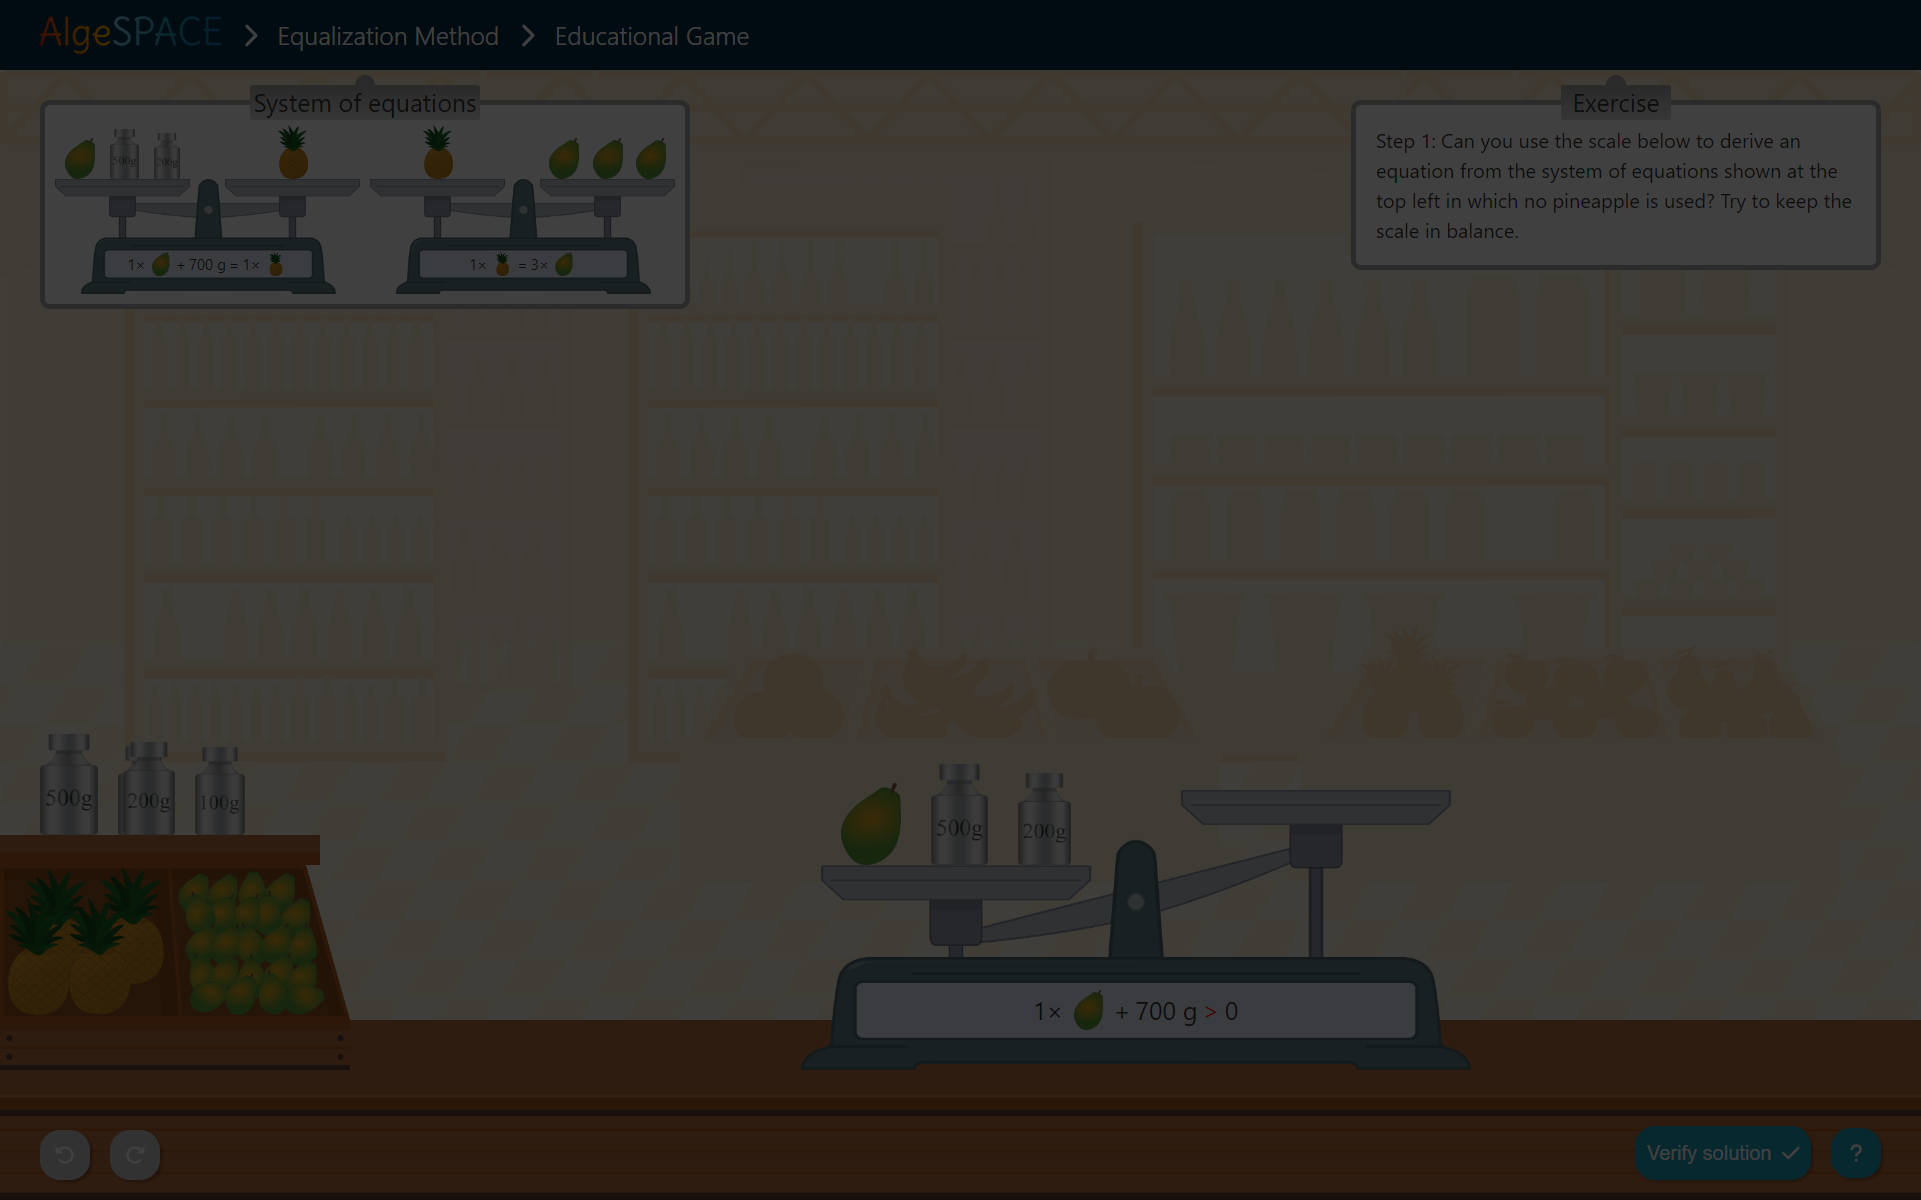 AlgeSPACE > Equalization Method > Educational Game
System of equations
500g 200g
1× + 700 g = 1×
1× = 3×
Exercise
Step 1: Can you use the scale below to derive an
equation from the system of equations shown at the
top left in which no pineapple is used? Try to keep the
scale in balance.
500g 200g 100g
500g 200g
1× + 700 g > 0
Verify solution ✓ ?